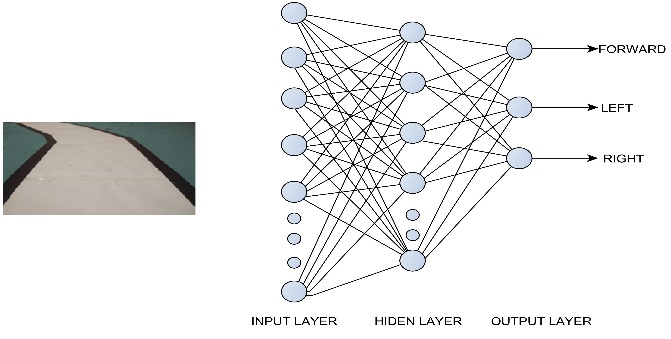 FORWARD
LEFT
RIGHT
INPUT LAYER
HIDEN LAYER
OUTPUT LAYER